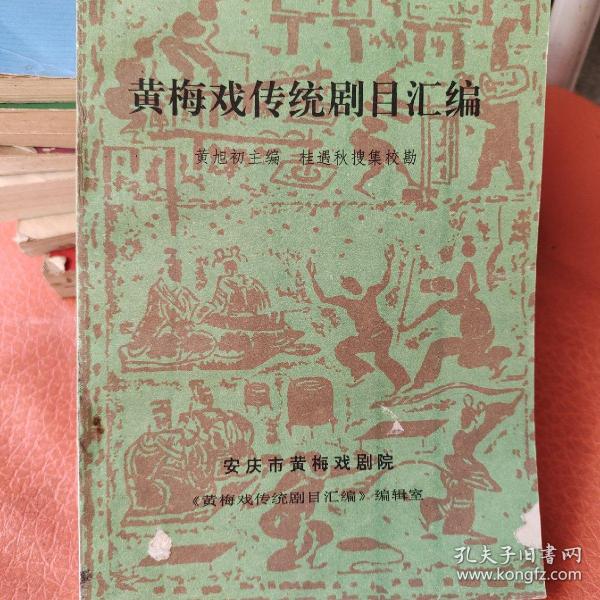 黄梅戏传统剧目汇编
黄旭初主编 桂遇秋搜集校勘
安庆市黄梅戏剧院
《黄梅戏传统剧目汇编》编辑室
孔夫子旧书网
www.kongfz.com